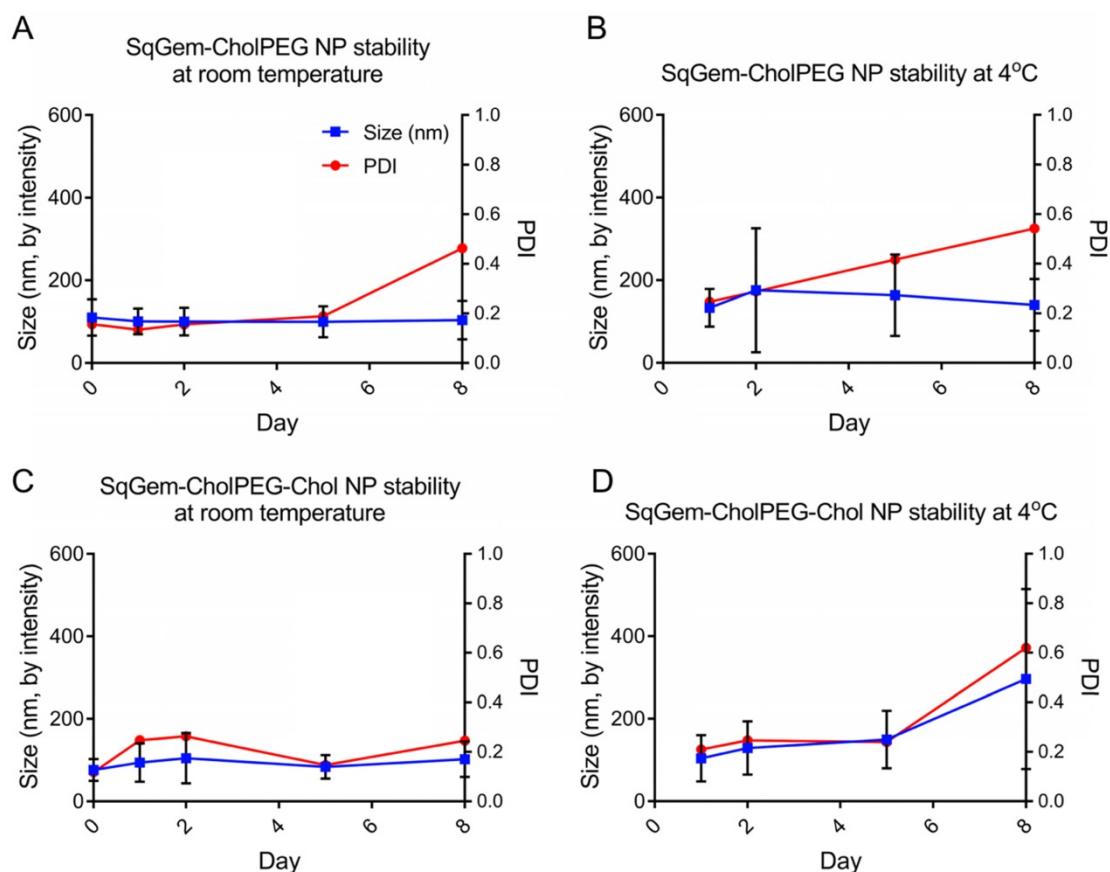 A
SqGem-CholPEG NP stability
at room temperature
Size (nm, by intensity)
600
400
200
0
Size (nm)
PDI
1.0
0.8
0.6
0.4
0.2
0.0
PDI
0
2
4
6
8
Day
B
SqGem-CholPEG NP stability at 4°C
Size (nm, by intensity)
600
400
200
0
1.0
0.8
0.6
0.4
0.2
0.0
PDI
0
2
4
6
8
Day
C
SqGem-CholPEG-Chol NP stability
at room temperature
Size (nm, by intensity)
600
400
200
0
1.0
0.8
0.6
0.4
0.2
0.0
PDI
0
2
4
6
8
Day
D
SqGem-CholPEG-Chol NP stability at 4°C
Size (nm, by intensity)
600
400
200
0
1.0
0.8
0.6
0.4
0.2
0.0
PDI
0
2
4
6
8
Day